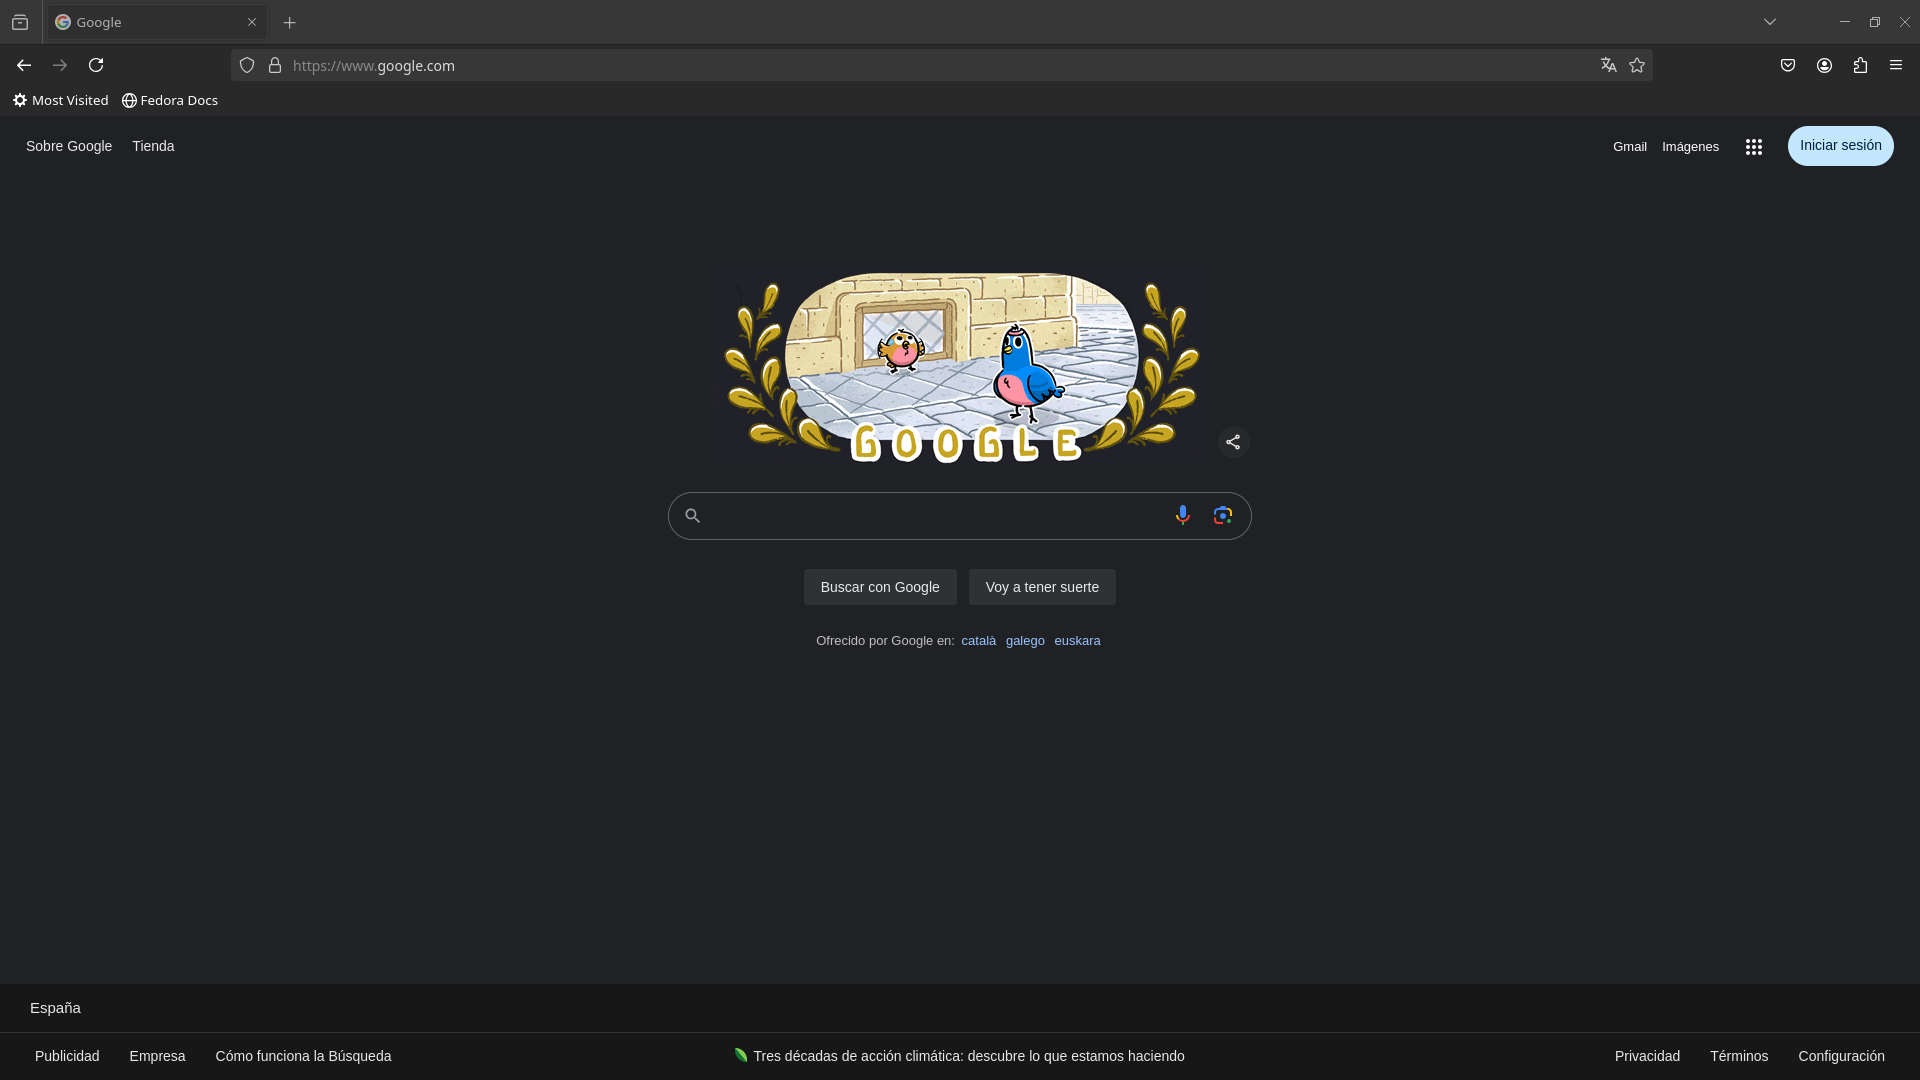 Google
https://www.google.com
Most Visited
Fedora Docs
Sobre Google
Tienda
Gmail
Imágenes
Iniciar sesión
GOOGLE
Buscar con Google
Voy a tener suerte
Ofrecido por Google en: català galego euskara
España
Publicidad
Empresa
Cómo funciona la Búsqueda
Tres décadas de acción climática: descubre lo que estamos haciendo
Privacidad
Términos
Configuración